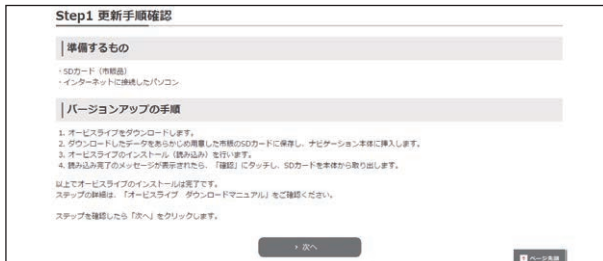 Step1 更新手順確認
準備するもの
・SDカード（市販品）
・インターネットに接続したパソコン
バージョンアップの手順
1. オービスライブをダウンロードします。
2. ダウンロードしたデータをあらかじめ用意した市販のSDカードに保存し、ナビゲーション本体に挿入します。
3. オービスライブのインストール（読み込み）を行います。
4.読み込み完了のメッセージが表示されたら、「確認」にタッチし、SDカードを本体から取り出します。
以上でオービスライブのインストールは完了です。
ステップの詳細は、「オービスライブ ダウンロードマニュアル」をご確認ください。
ステップを確認したら「次へ」をクリックします。
› 次へ
ページ先頭